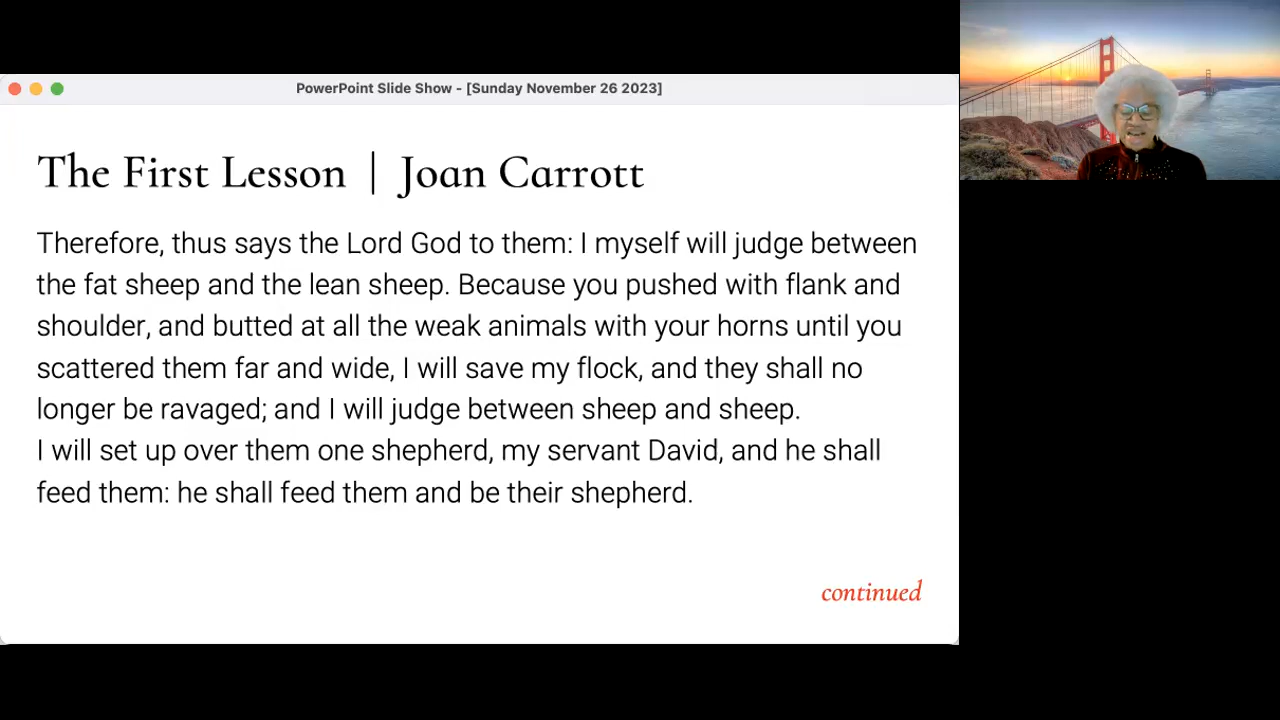 PowerPoint Slide Show - [Sunday November 26 2023]
The First Lesson | Joan Carrott
Therefore, thus says the Lord God to them: I myself will judge between
the fat sheep and the lean sheep. Because you pushed with flank and
shoulder, and butted at all the weak animals with your horns until you
scattered them far and wide, I will save my flock, and they shall no
longer be ravaged; and I will judge between sheep and sheep.
I will set up over them one shepherd, my servant David, and he shall
feed them: he shall feed them and be their shepherd.
continued